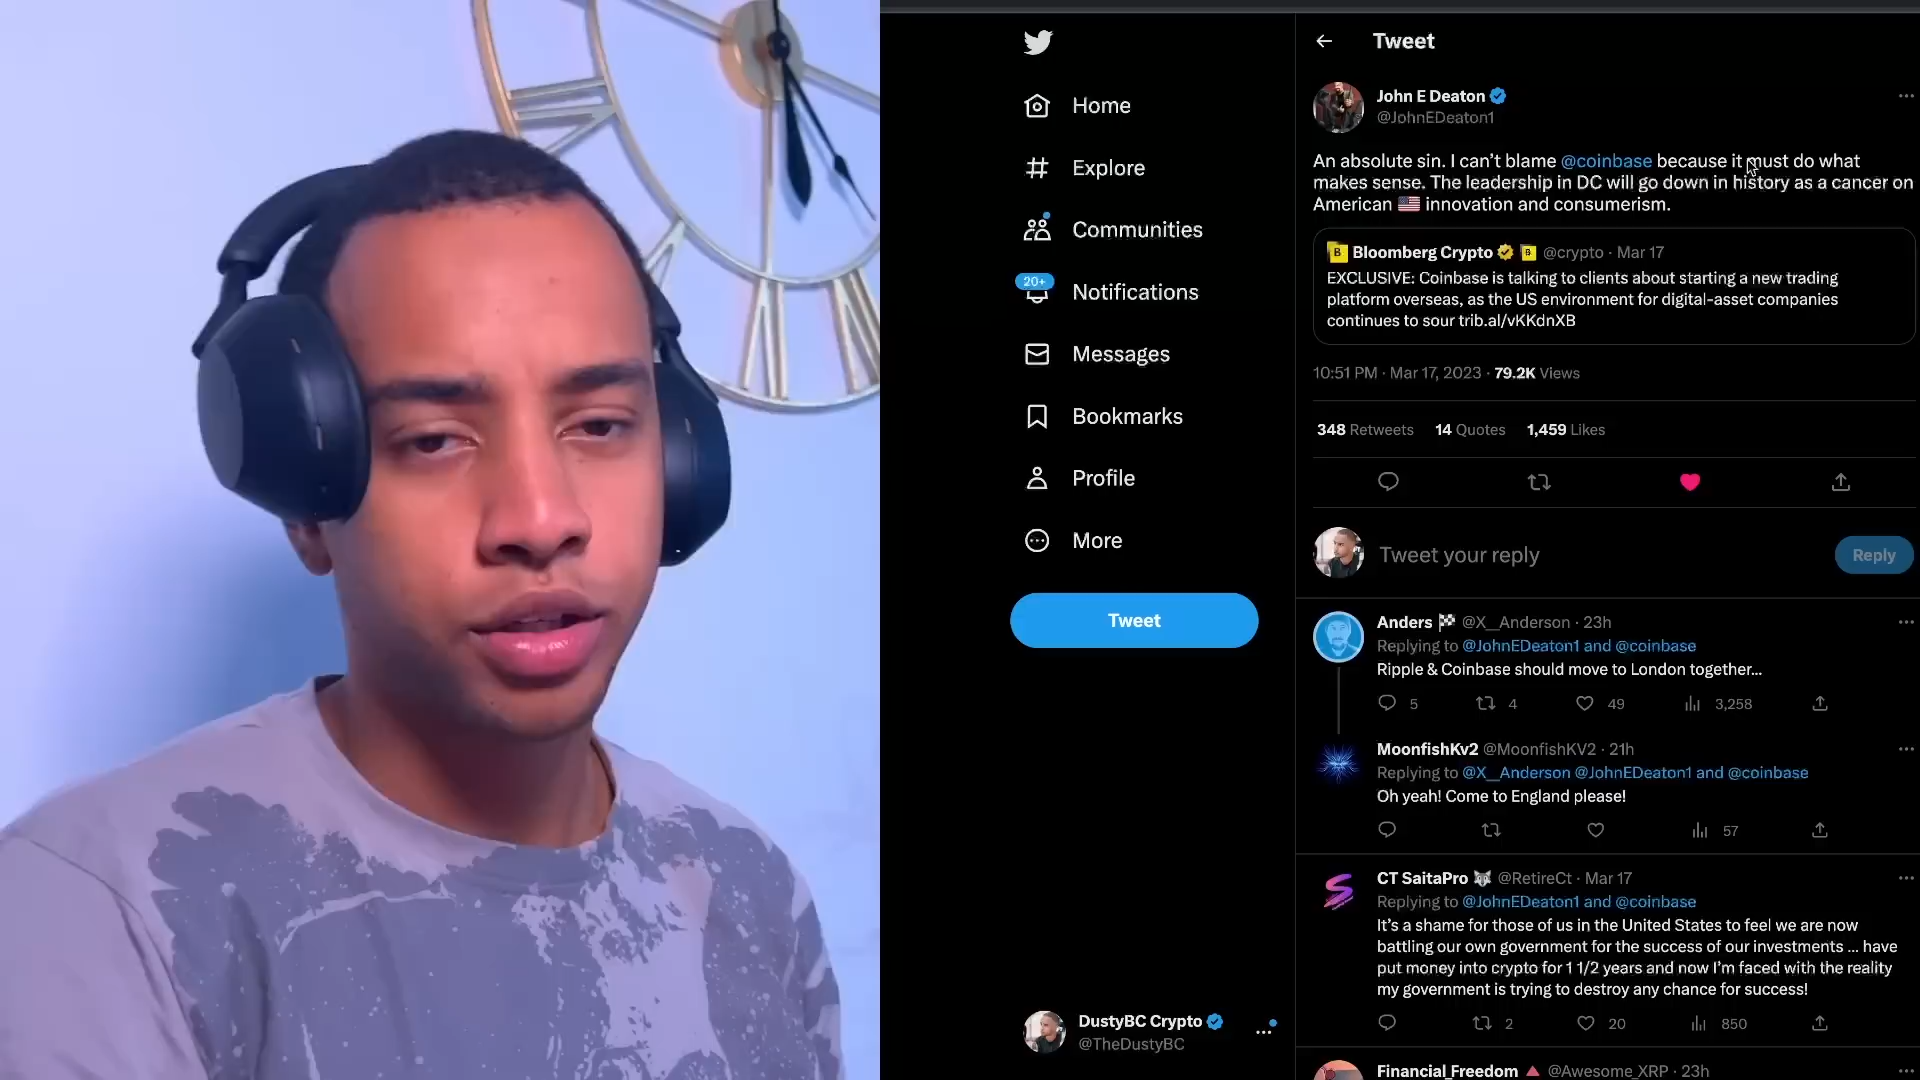 Home
Explore
Communities
20+
Notifications
Messages
Bookmarks
Profile
More
Tweet
DustyBC Crypto
@TheDustyBC
Tweet
John E Deaton
@JohnEDeaton1
An absolute sin. I can't blame @coinbase because it must do what
makes sense. The leadership in DC will go down in history as a cancer on
American 🇺🇸 innovation and consumerism.
Bloomberg Crypto @crypto · Mar 17
EXCLUSIVE: Coinbase is talking to clients about starting a new trading
platform overseas, as the US environment for digital-asset companies
continues to sour trib.al/vKKdnXB
10:51 PM · Mar 17, 2023 · 79.2K Views
348 Retweets 14 Quotes 1,459 Likes
Tweet your reply
Reply
Anders 🏁 @X__Anderson · 23h
Replying to @JohnEDeaton1 and @coinbase
Ripple & Coinbase should move to London together...
5 4 49 3,258
MoonfishKv2 @MoonfishKV2 · 21h
Replying to @X__Anderson @JohnEDeaton1 and @coinbase
Oh yeah! Come to England please!
57
CT SaitaPro 🐺 @RetireCt · Mar 17
Replying to @JohnEDeaton1 and @coinbase
It's a shame for those of us in the United States to feel we are now
battling our own government for the success of our investments ... have
put money into crypto for 1 1/2 years and now I'm faced with the reality
my government is trying to destroy any chance for success!
2 20 850
Financial_Freedom 🔺 @Awesome_XRP · 23h